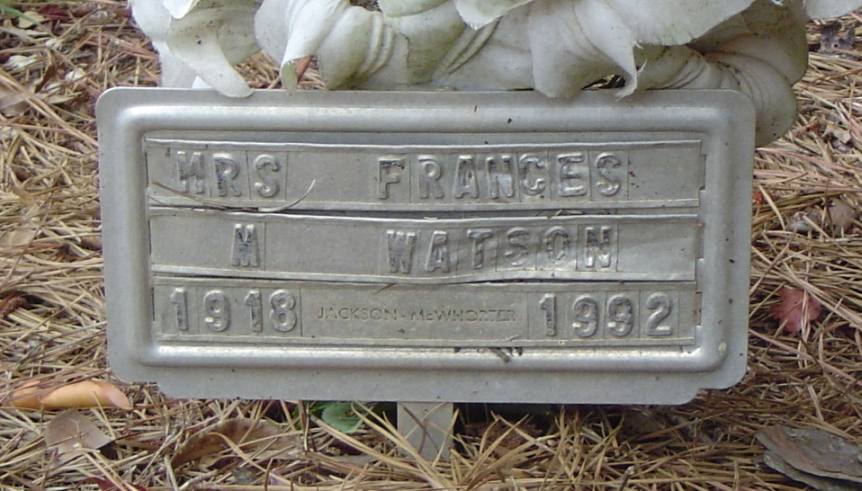 MRS FRANCES
M WATSON
1918 JACKSON-McWHORTER 1992